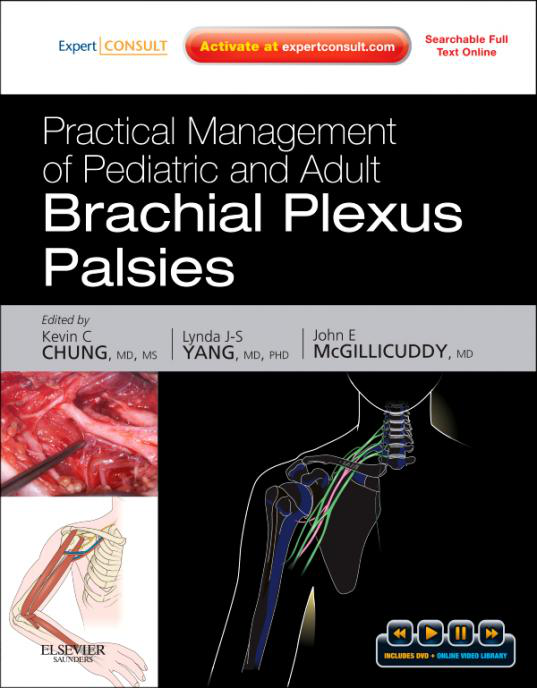 Expert | CONSULT
Activate at expertconsult.com
Searchable Full
Text Online
Practical Management
of Pediatric and Adult
Brachial Plexus
Palsies
Edited by
Kevin C
CHUNG, MD, MS
Lynda J-S
YANG, MD, PHD
John E
McGILLICUDDY, MD
ELSEVIER
SAUNDERS
INCLUDES DVD + ONLINE VIDEO LIBRARY